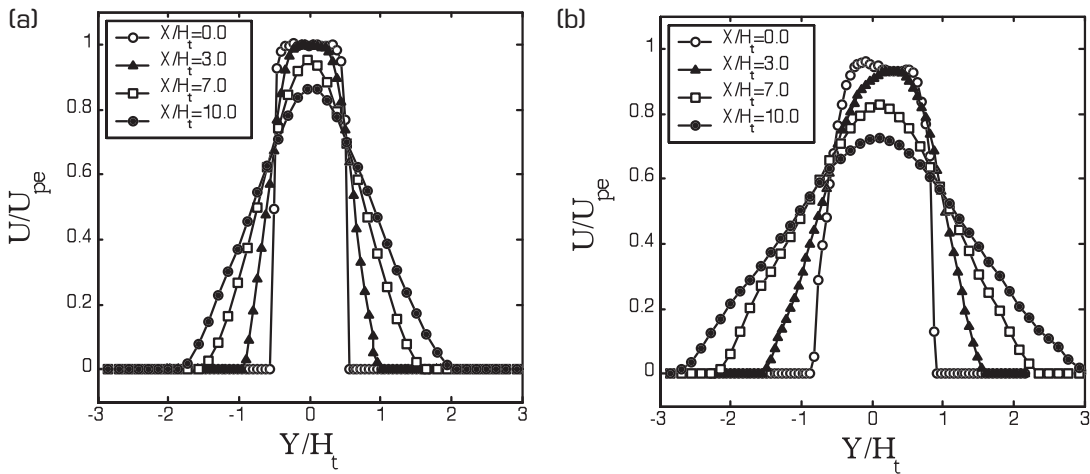 (a)
X/H_t=0.0
X/H_t=3.0
X/H_t=7.0
X/H_t=10.0
1
0.8
0.6
0.4
0.2
0
U/U_pe
-3 -2 -1 0 1 2 3
Y/H_t
(b)
X/H_t=0.0
X/H_t=3.0
X/H_t=7.0
X/H_t=10.0
1
0.8
0.6
0.4
0.2
0
U/U_pe
-3 -2 -1 0 1 2 3
Y/H_t